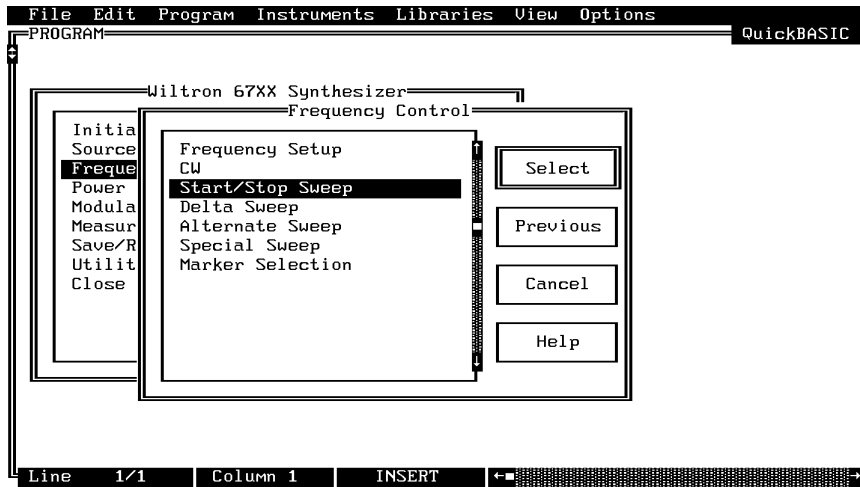 File Edit Program Instruments Libraries View Options
PROGRAM
QuickBASIC
Wiltron 67XX Synthesizer
Frequency Control
Initia
Source
Freque
Power
Modula
Measur
Save/R
Utilit
Close
Frequency Setup
CW
Start/Stop Sweep
Delta Sweep
Alternate Sweep
Special Sweep
Marker Selection
Select
Previous
Cancel
Help
Line 1/1 Column 1 INSERT